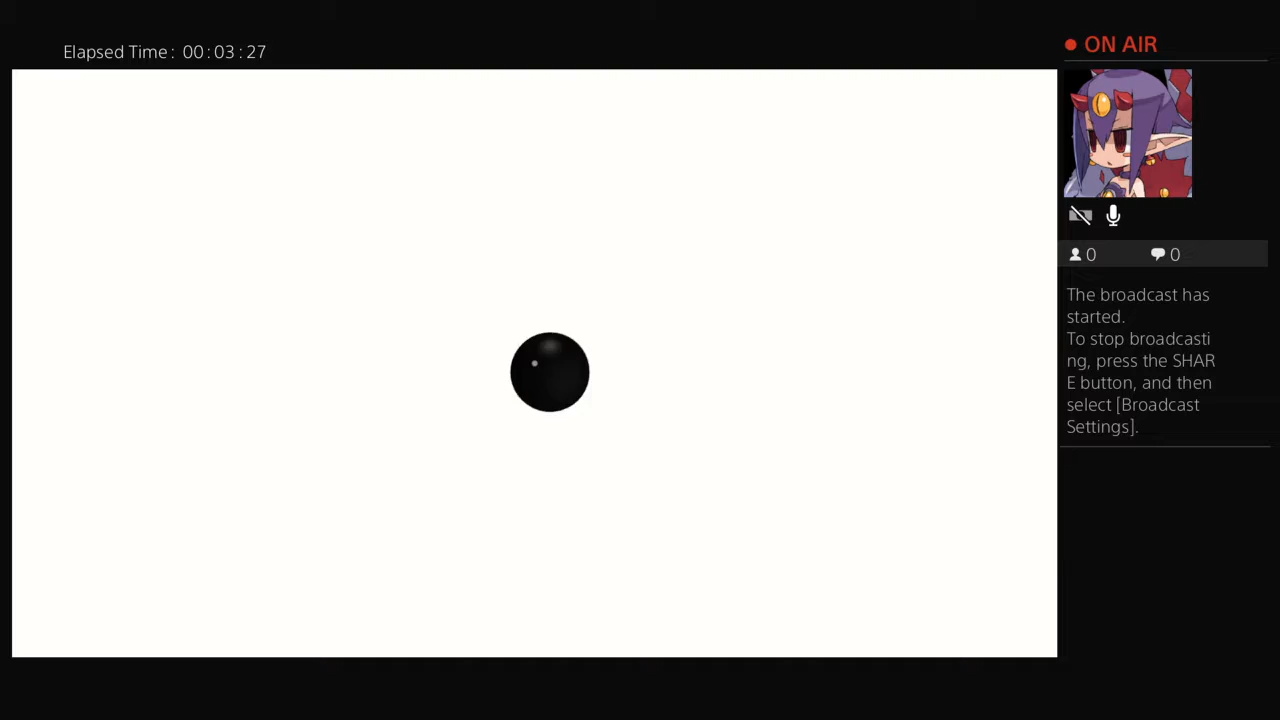 Elapsed Time: 00:03:27
ON AIR
0 0
The broadcast has
started.
To stop broadcasti
ng, press the SHAR
E button, and then
select [Broadcast
Settings].